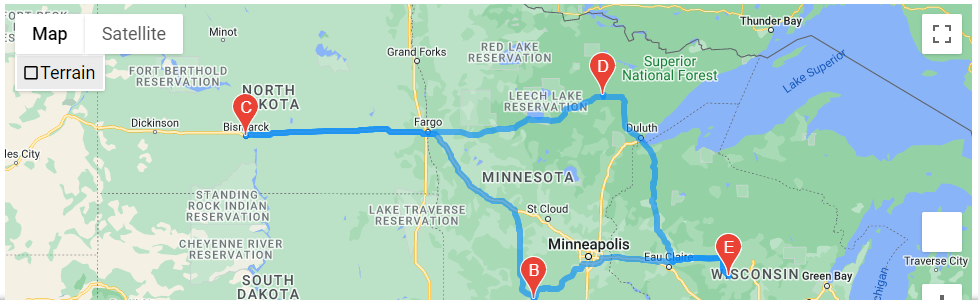 Map
Satellite
Terrain
Minot
Thunder Bay
Grand Forks
RED LAKE
RESERVATION
Superior
National Forest
Lake Superior
FORT BERTHOLD
RESERVATION
NORTH
DAKOTA
LEECH LAKE
RESERVATION
D
C
Dickinson
Bismarck
Fargo
Duluth
les City
MINNESOTA
STANDING
ROCK INDIAN
RESERVATION
LAKE TRAVERSE
RESERVATION
St Cloud
CHEYENNE RIVER
RESERVATION
Minneapolis
Eau Claire
E
WISCONSIN
Green Bay
Traverse City
B
SOUTH
DAKOTA
higan